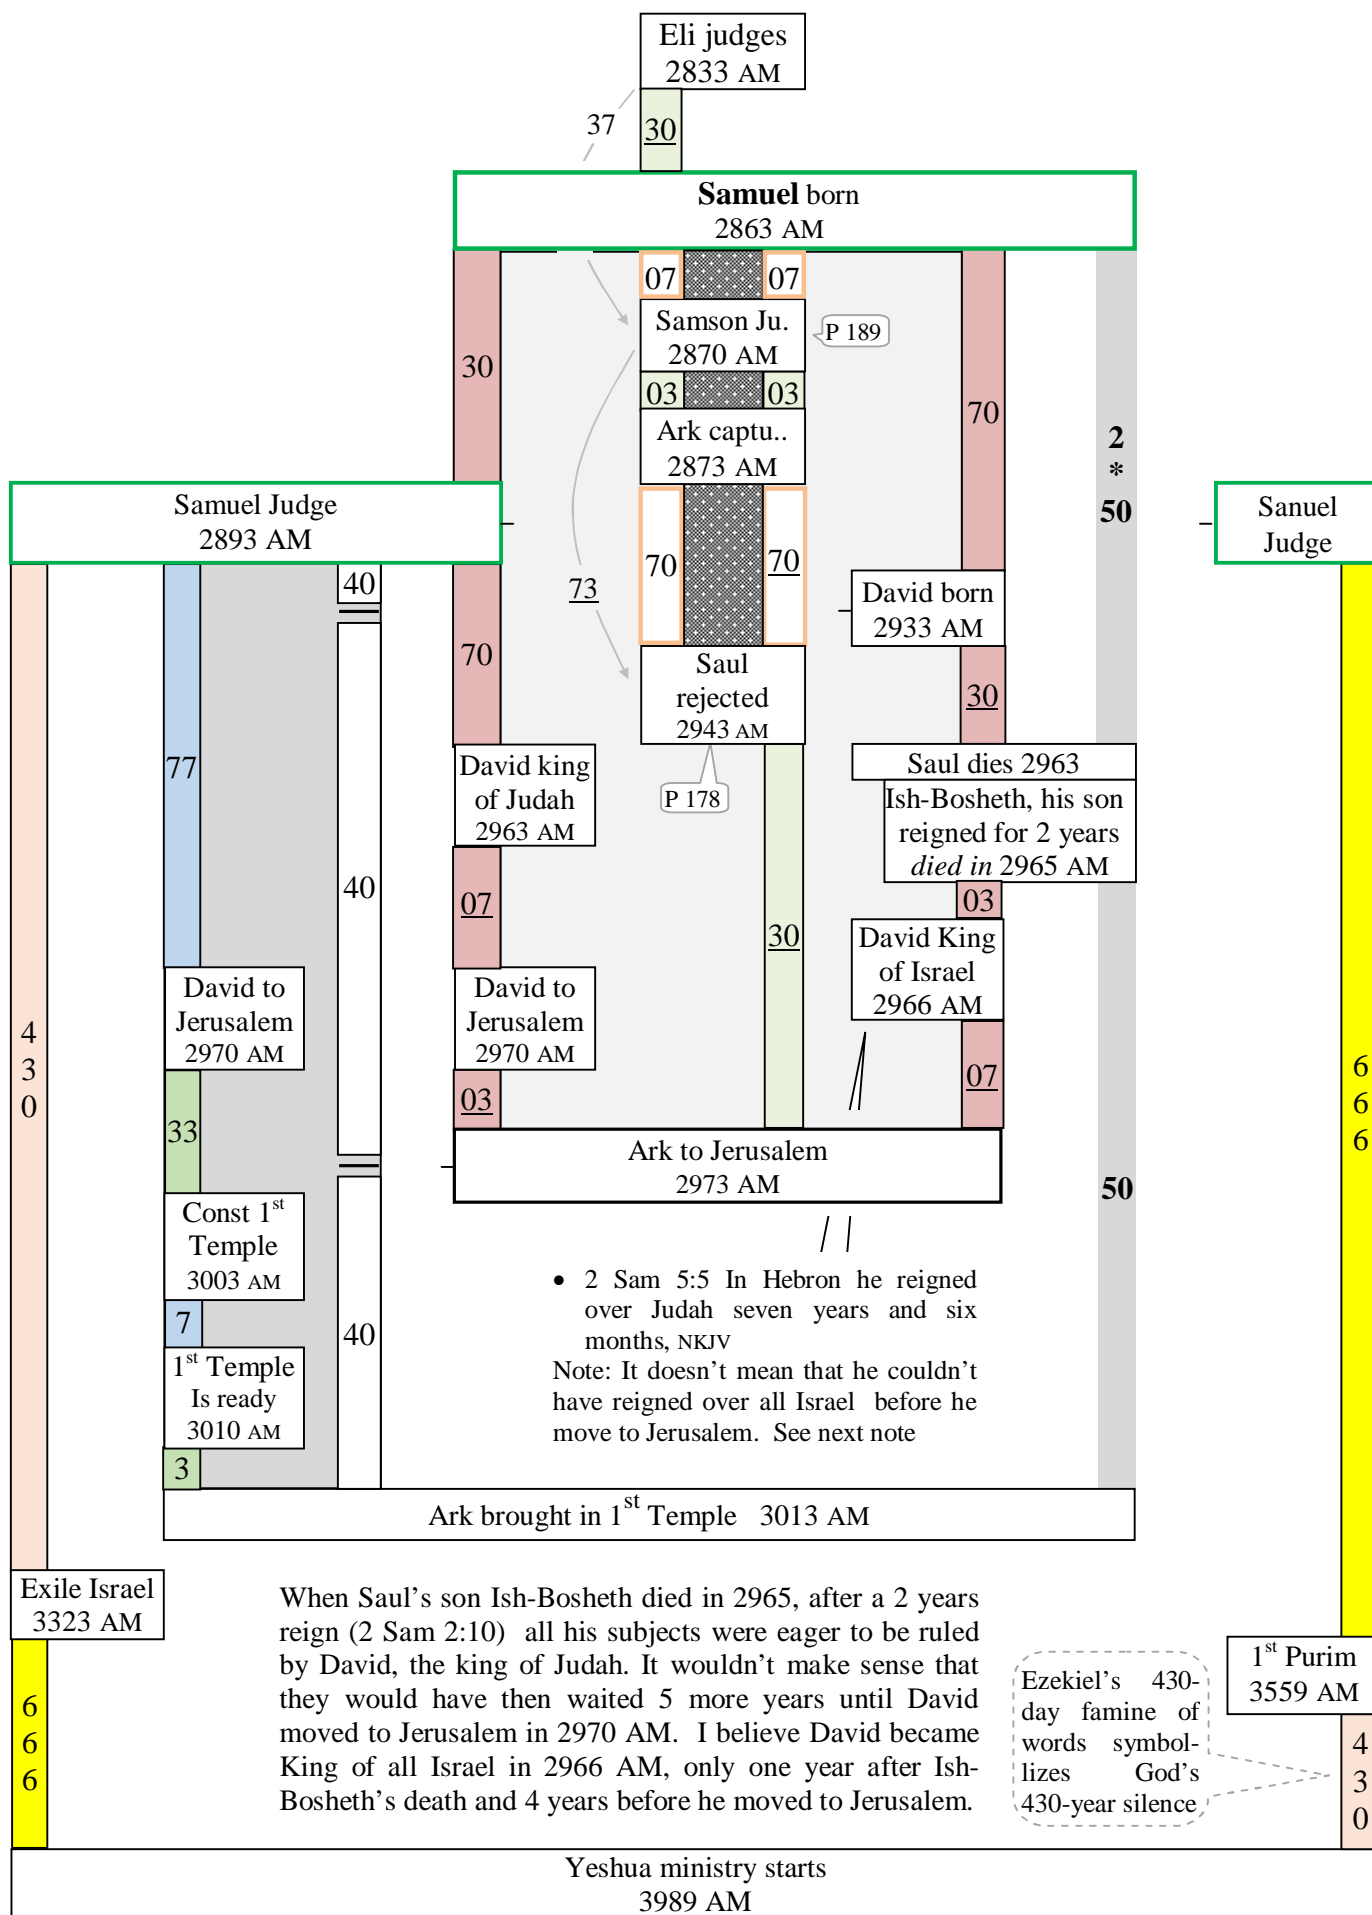 Eli judges
2833 AM
37
30
Samuel born
2863 AM
07
07
30
Samson Ju.
2870 AM
P 189
03
03
70
Ark captu..
2873 AM
2
*
50
Samuel Judge
2893 AM
Sanuel
Judge
40
70
73
70
70
David born
2933 AM
Saul
rejected
2943 AM
30
77
David king
of Judah
2963 AM
P 178
Saul dies 2963
Ish-Bosheth, his son
reigned for 2 years
died in 2965 AM
40
07
30
03
David King
of Israel
2966 AM
David to
Jerusalem
2970 AM
David to
Jerusalem
2970 AM
4
3
0
03
07
6
6
6
33
Ark to Jerusalem
2973 AM
50
Const 1st
Temple
3003 AM
7
40
1st Temple
Is ready
3010 AM
3
• 2 Sam 5:5 In Hebron he reigned
over Judah seven years and six
months, NKJV
Note: It doesn't mean that he couldn't
have reigned over all Israel before he
move to Jerusalem. See next note
Ark brought in 1st Temple 3013 AM
Exile Israel
3323 AM
When Saul's son Ish-Bosheth died in 2965, after a 2 years
reign (2 Sam 2:10) all his subjects were eager to be ruled
by David, the king of Judah. It wouldn't make sense that
they would have then waited 5 more years until David
moved to Jerusalem in 2970 AM. I believe David became
King of all Israel in 2966 AM, only one year after Ish-
Bosheth's death and 4 years before he moved to Jerusalem.
1st Purim
3559 AM
Ezekiel's 430-
day famine of
words symbol-
lizes God's
430-year silence
6
6
6
4
3
0
Yeshua ministry starts
3989 AM